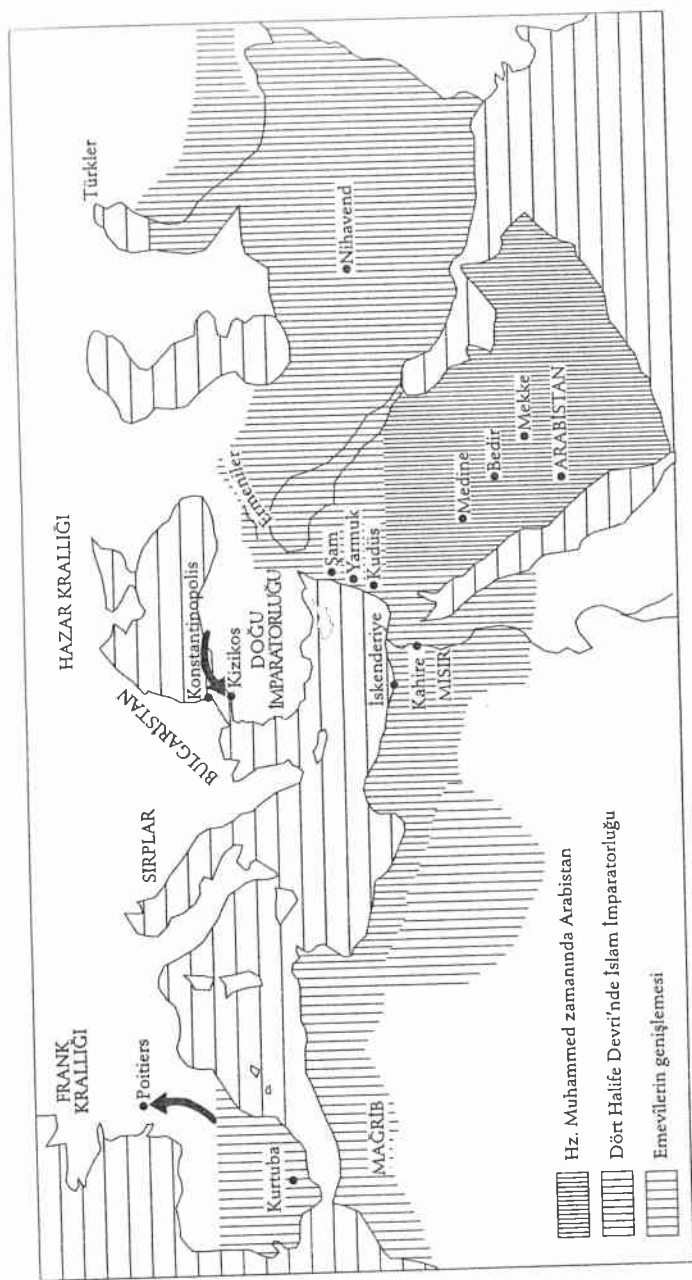 FRANK
KRALLIĞI
Poitiers
Kurtuba
MAĞRİB
SIRPLAR
BULGARİSTAN
HAZAR KRALLIĞI
Konstantinopolis
Kizikos
DOĞU
İMPARATORLUĞU
Ermeniler
Türkler
Nihavend
Şam
Yarmuk
Kudüs
İskenderiye
Kahire
MISIR
Medine
Bedir
Mekke
ARABİSTAN
Hz. Muhammed zamanında Arabistan
Dört Halife Devri'nde İslam İmparatorluğu
Emevîlerin genişlemesi